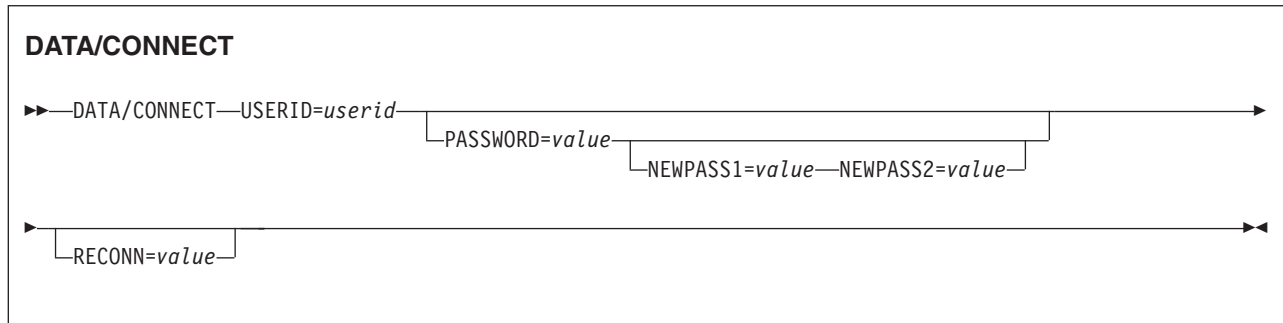 DATA/CONNECT
DATA/CONNECT USERID=userid
PASSWORD=value
NEWPASS1=value NEWPASS2=value
RECONN=value